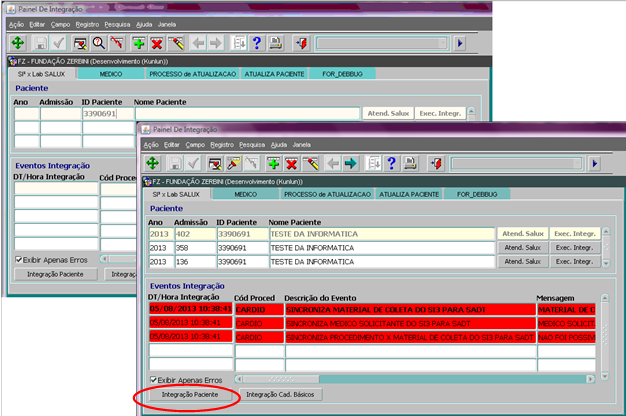 Painel De Integração
Ação Editar Campo Registro Pesquisa Ajuda Janela
FZ - FUNDAÇÃO ZERBINI (Desenvolvimento (Kunlun))
SI³ x Lab SALUX MEDICO PROCESSO de ATUALIZACAO ATUALIZA PACIENTE FOR_DEBBUG
Paciente
Ano Admissão ID Paciente Nome Paciente
3390691 Atend. Salux Exec. Integr.
Eventos Integração
DT/Hora Integração Cód Proced
Exibir Apenas Erros
Integração Paciente
Painel De Integração
Ação Editar Campo Registro Pesquisa Ajuda Janela
FZ - FUNDAÇÃO ZERBINI (Desenvolvimento (Kunlun))
SI³ x Lab SALUX MEDICO PROCESSO de ATUALIZACAO ATUALIZA PACIENTE FOR_DEBBUG
Paciente
Ano Admissão ID Paciente Nome Paciente
2013 402 3390691 TESTE DA INFORMATICA Atend. Salux Exec. Integr.
2013 358 3390691 TESTE DA INFORMATICA Atend. Salux Exec. Integr.
2013 136 3390691 TESTE DA INFORMATICA Atend. Salux Exec. Integr.
Eventos Integração
DT/Hora Integração Cód Proced Descrição do Evento Mensagem
05/08/2013 10:38:41 CARDIO SINCRONIZA MATERIAL DE COLETA DO SI3 PARA SADT MATERIAL DE C
05/08/2013 10:38:41 CARDIO SINCRONIZA MEDICO SOLICITANTE DO SI3 PARA SADT MEDICO SOLICIT
05/08/2013 10:38:41 CARDIO SINCRONIZA PROCEDIMENTO X MATERIAL DE COLETA DO SI3 PARA SADT NAO FOI POSSIV
Exibir Apenas Erros
Integração Paciente Integração Cad. Básicos